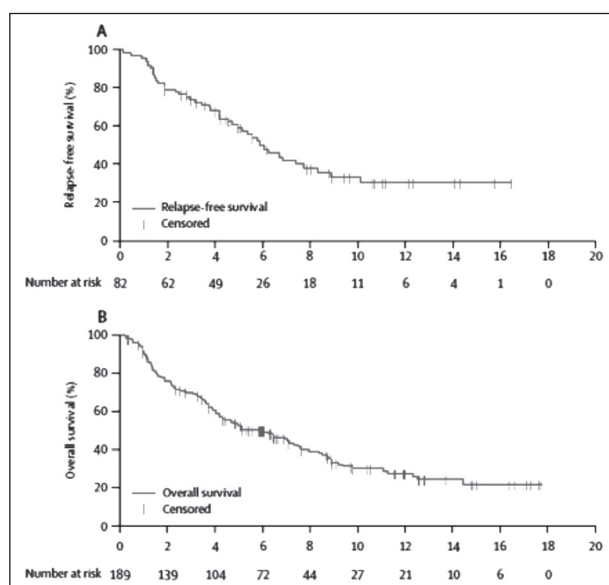 A
100
80
60
40
20
0
Relapse-free survival (%)
Relapse-free survival
Censored
0 2 4 6 8 10 12 14 16 18 20
Number at risk 82 62 49 26 18 11 6 4 1 0
B
100
80
60
40
20
0
Overall survival (%)
Overall survival
Censored
0 2 4 6 8 10 12 14 16 18 20
Number at risk 189 139 104 72 44 27 21 10 6 0